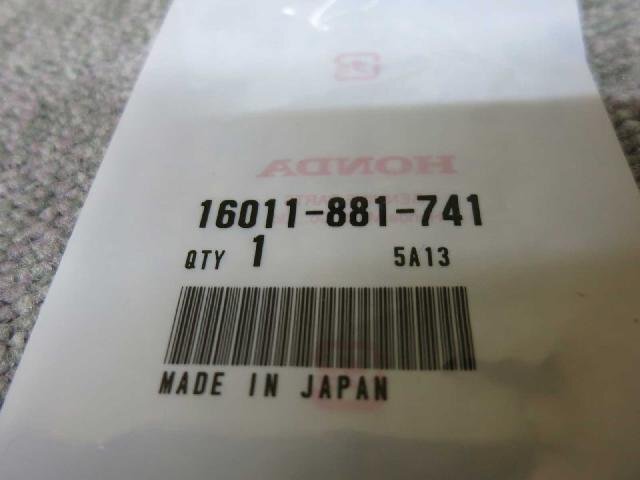 HONDA
16011-881-741
QTY 1 5A13
MADE IN JAPAN